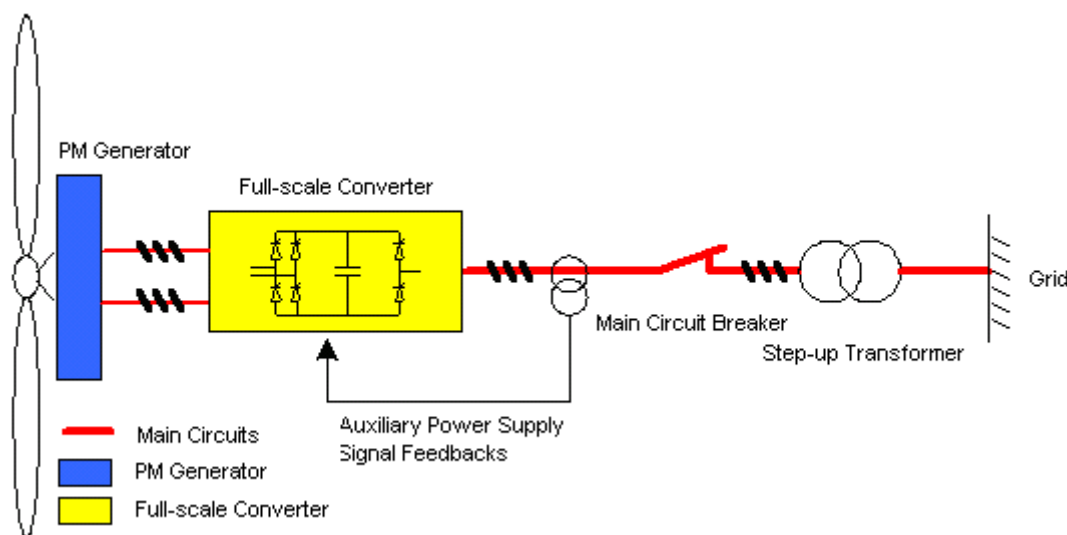 PM Generator
Full-scale Converter
Grid
Main Circuit Breaker
Step-up Transformer
Auxiliary Power Supply
Signal Feedbacks
Main Circuits
PM Generator
Full-scale Converter